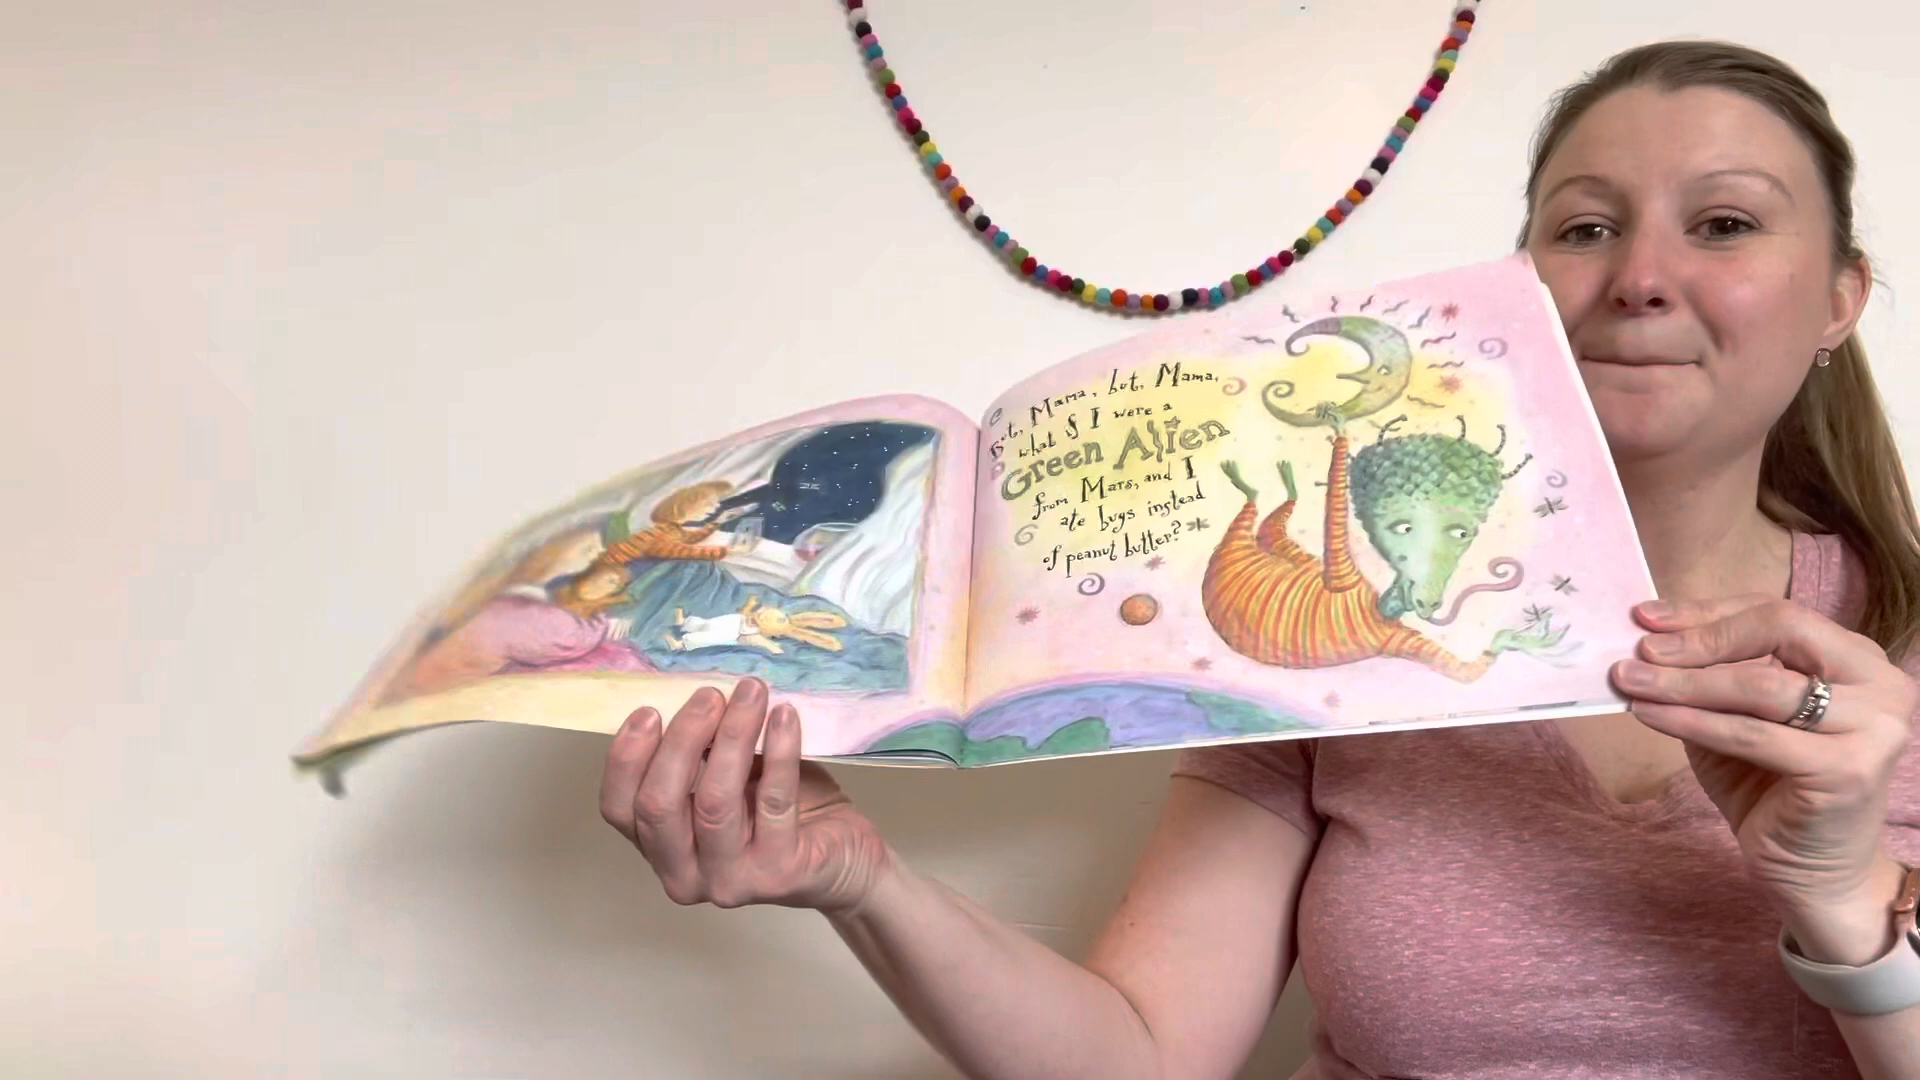 But, Mama, but, Mama,
what if I were a
Green Alien
from Mars, and I
ate bugs instead
of peanut butter?